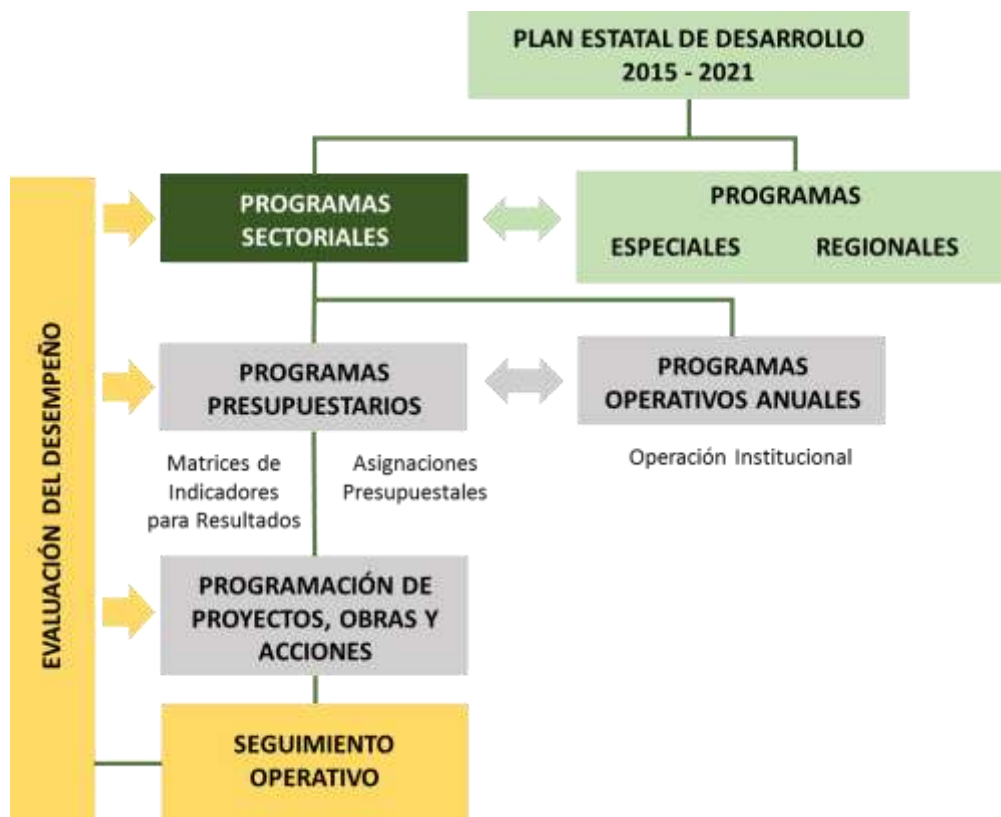 PLAN ESTATAL DE DESARROLLO
2015 - 2021
PROGRAMAS
SECTORIALES
PROGRAMAS
ESPECIALES REGIONALES
EVALUACIÓN DEL DESEMPEÑO
PROGRAMAS
PRESUPUESTARIOS
PROGRAMAS
OPERATIVOS ANUALES
Matrices de
Indicadores
para Resultados
Asignaciones
Presupuestales
Operación Institucional
PROGRAMACIÓN DE
PROYECTOS, OBRAS Y
ACCIONES
SEGUIMIENTO
OPERATIVO